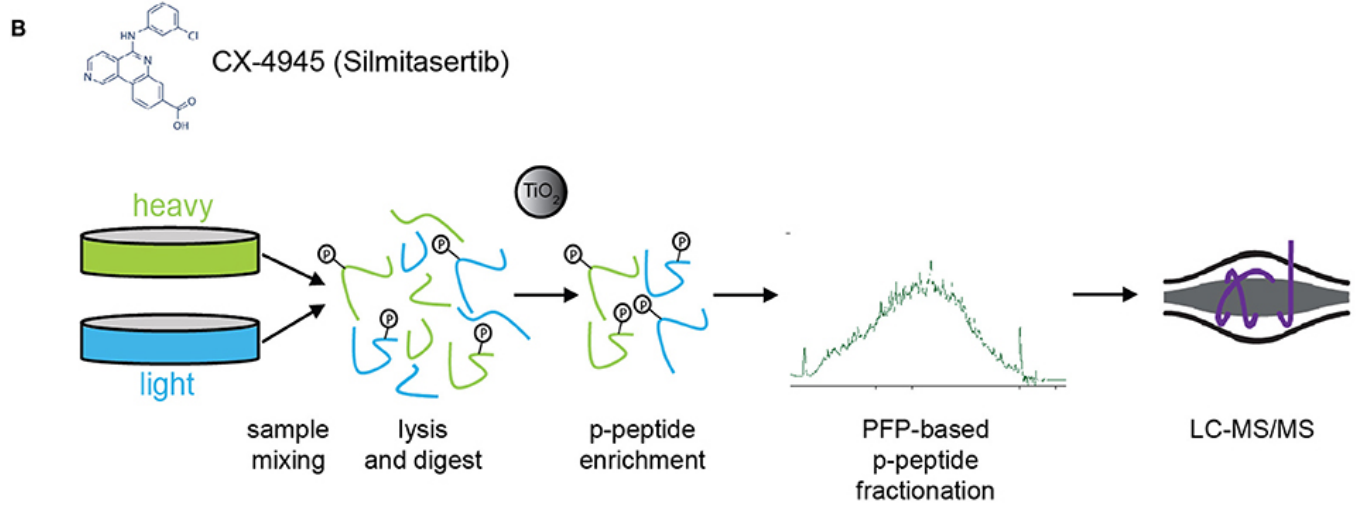 B
HN
Cl
N
N
O
OH
CX-4945 (Silmitasertib)
heavy
light
TiO2
P
P
P
P
P
P
P
P
sample
mixing
lysis
and digest
p-peptide
enrichment
PFP-based
p-peptide
fractionation
LC-MS/MS